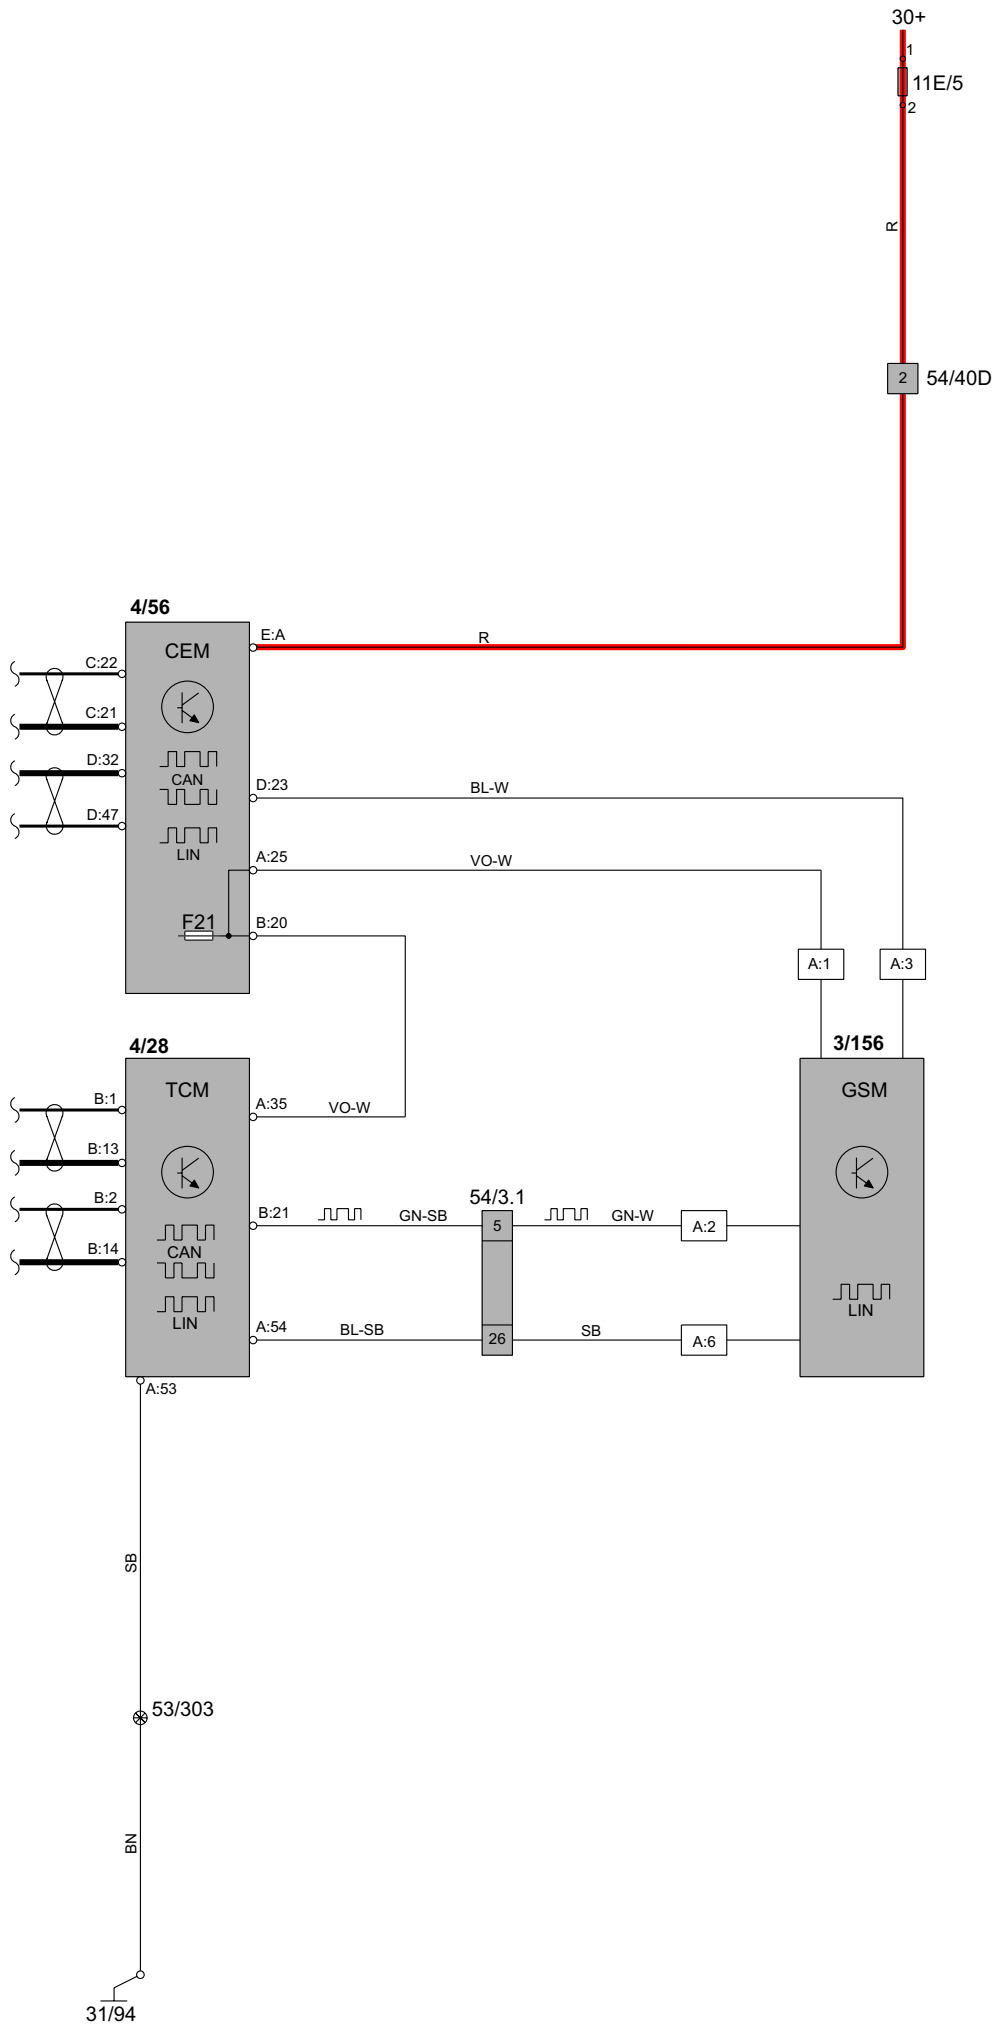 30+
1
11E/5
2
R
2
54/40D
4/56
CEM
E:A
R
C:22
C:21
D:32
CAN
D:23
BL-W
D:47
LIN
A:25
VO-W
F21
B:20
A:1
A:3
4/28
3/156
TCM
GSM
B:1
A:35
VO-W
B:13
B:2
54/3.1
B:21
GN-SB
5
GN-W
A:2
B:14
CAN
LIN
LIN
A:54
BL-SB
26
SB
A:6
A:53
SB
53/303
BN
31/94